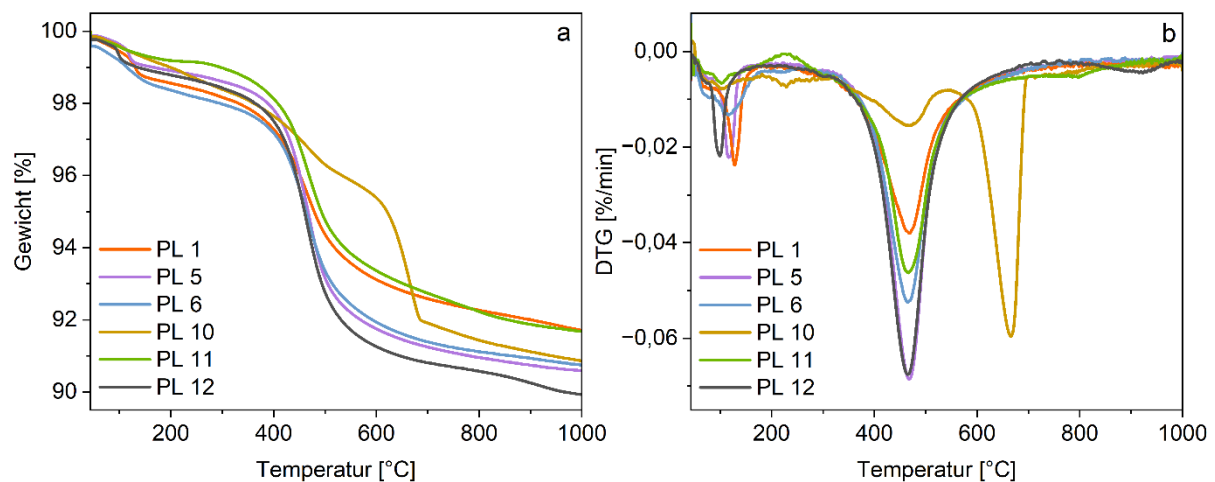 a
100
98
96
94
92
90
Gewicht [%]
PL 1
PL 5
PL 6
PL 10
PL 11
PL 12
200 400 600 800 1000
Temperatur [°C]
b
0,00
−0,02
−0,04
−0,06
DTG [%/min]
PL 1
PL 5
PL 6
PL 10
PL 11
PL 12
200 400 600 800 1000
Temperatur [°C]